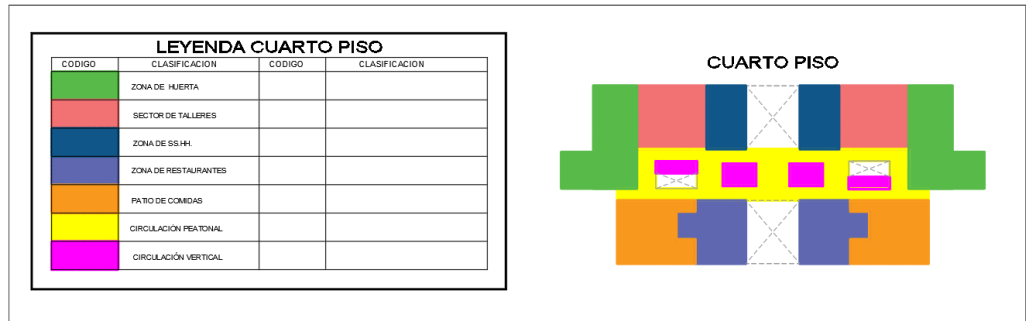 LEYENDA CUARTO PISO
CODIGO CLASIFICACION CODIGO CLASIFICACION
ZONA DE HUERTA
SECTOR DE TALLERES
ZONA DE SS.HH.
ZONA DE RESTAURANTES
PATIO DE COMIDAS
CIRCULACIÓN PEATONAL
CIRCULACIÓN VERTICAL
CUARTO PISO